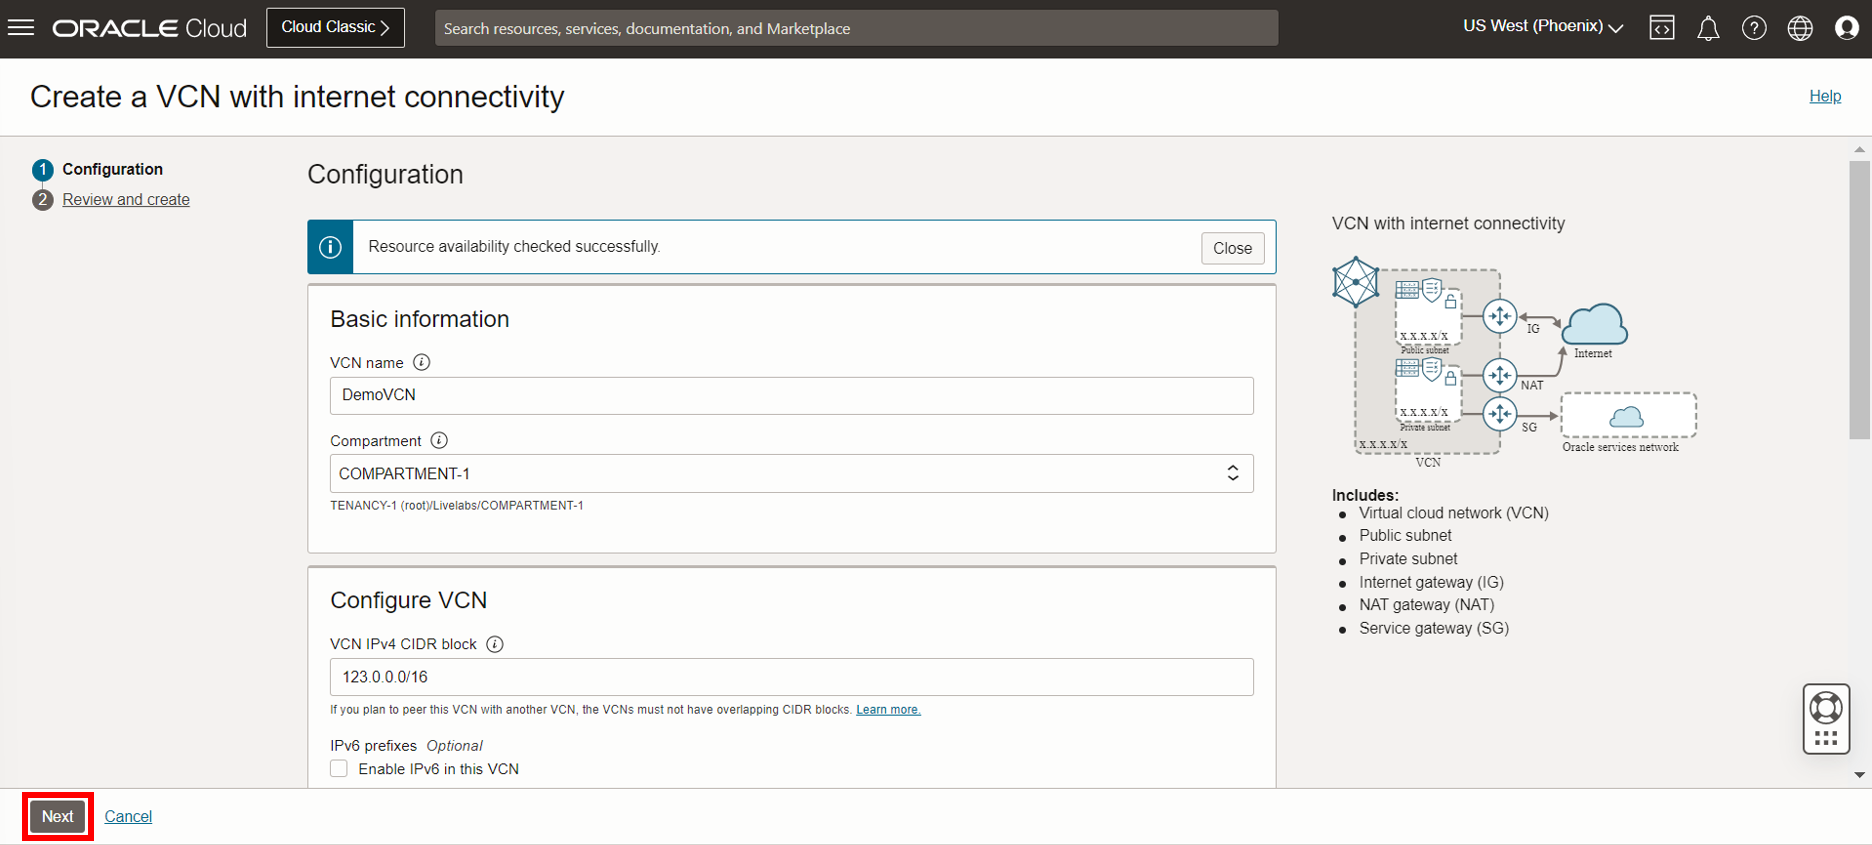 ORACLE Cloud
Cloud Classic
Search resources, services, documentation, and Marketplace
US West (Phoenix)
Create a VCN with internet connectivity
Help
1 Configuration
2 Review and create
Configuration
Resource availability checked successfully.
Close
Basic information
VCN name
DemoVCN
Compartment
COMPARTMENT-1
TENANCY-1 (root)/Livelabs/COMPARTMENT-1
Configure VCN
VCN IPv4 CIDR block
123.0.0.0/16
If you plan to peer this VCN with another VCN, the VCNs must not have overlapping CIDR blocks. Learn more.
IPv6 prefixes Optional
Enable IPv6 in this VCN
VCN with internet connectivity
x.x.x.x/x
Public subnet
IG
Internet
NAT
x.x.x.x/x
Private subnet
SG
x.x.x.x/x
Oracle services network
VCN
Includes:
Virtual cloud network (VCN)
Public subnet
Private subnet
Internet gateway (IG)
NAT gateway (NAT)
Service gateway (SG)
Next
Cancel